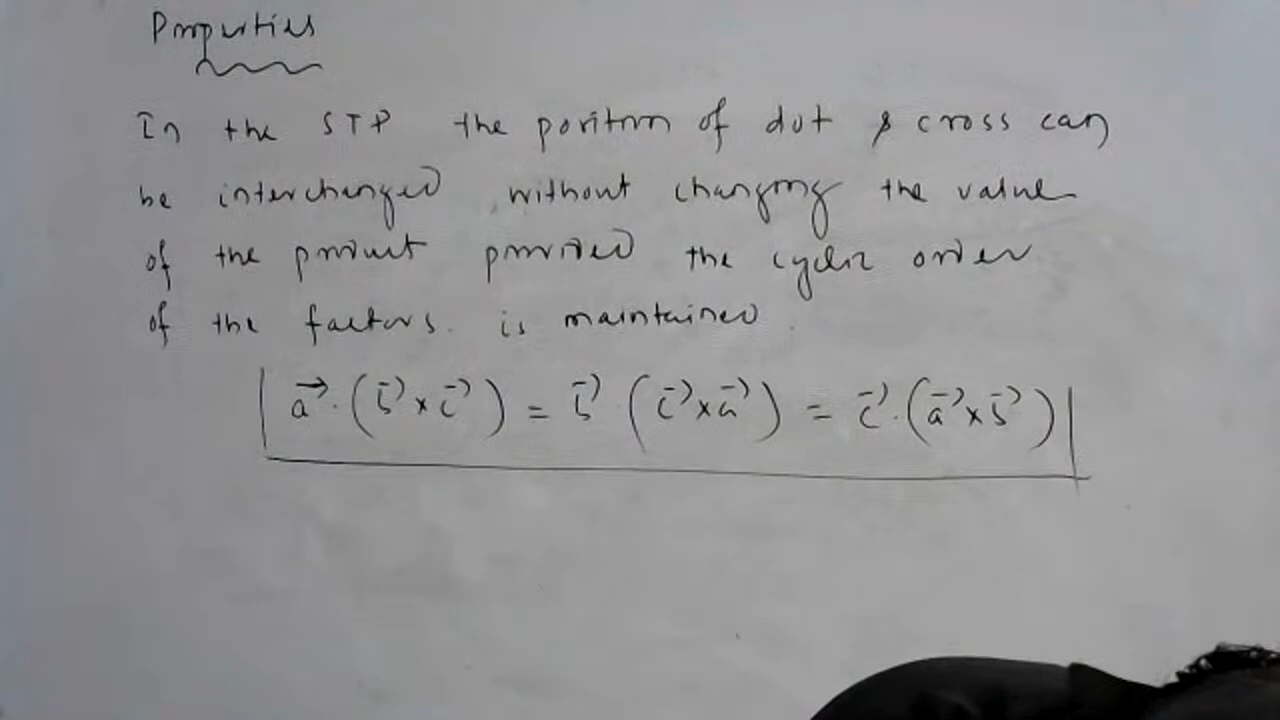 Properties
In the STP the position of dot & cross can
be interchanged without changing the value
of the product provided the cyclic order
of the factors. is maintained.
a⃗.(b⃗×c⃗) = b⃗ (c⃗×a⃗) = c⃗.(a⃗×b⃗)